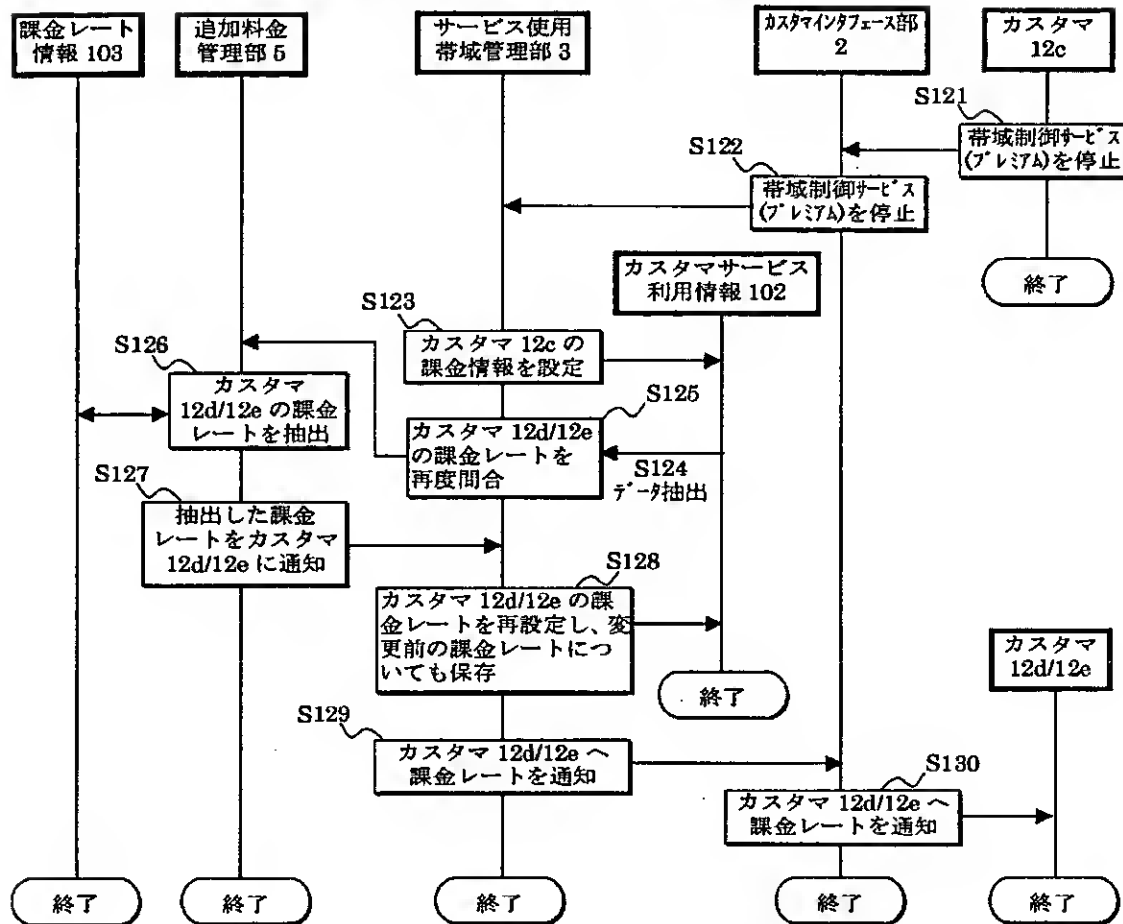 課金レート
情報 103
追加料金
管理部 5
サービス使用
帯域管理部 3
カスタマインタフェース部
2
カスタマ
12c
S121
帯域制御サービス
(プレミアム)を停止
S122
帯域制御サービス
(プレミアム)を停止
終了
カスタマサービス
利用情報 102
S123
カスタマ 12c の
課金情報を設定
S126
カスタマ
12d/12e の課金
レートを抽出
S125
カスタマ 12d/12e
の課金レートを
再度問合
S124
データ抽出
S127
抽出した課金
レートをカスタマ
12d/12e に通知
S128
カスタマ 12d/12e の課
金レートを再設定し、変
更前の課金レートにつ
いても保存
終了
カスタマ
12d/12e
S129
カスタマ 12d/12e へ
課金レートを通知
S130
カスタマ 12d/12e へ
課金レートを通知
終了
終了
終了
終了
終了